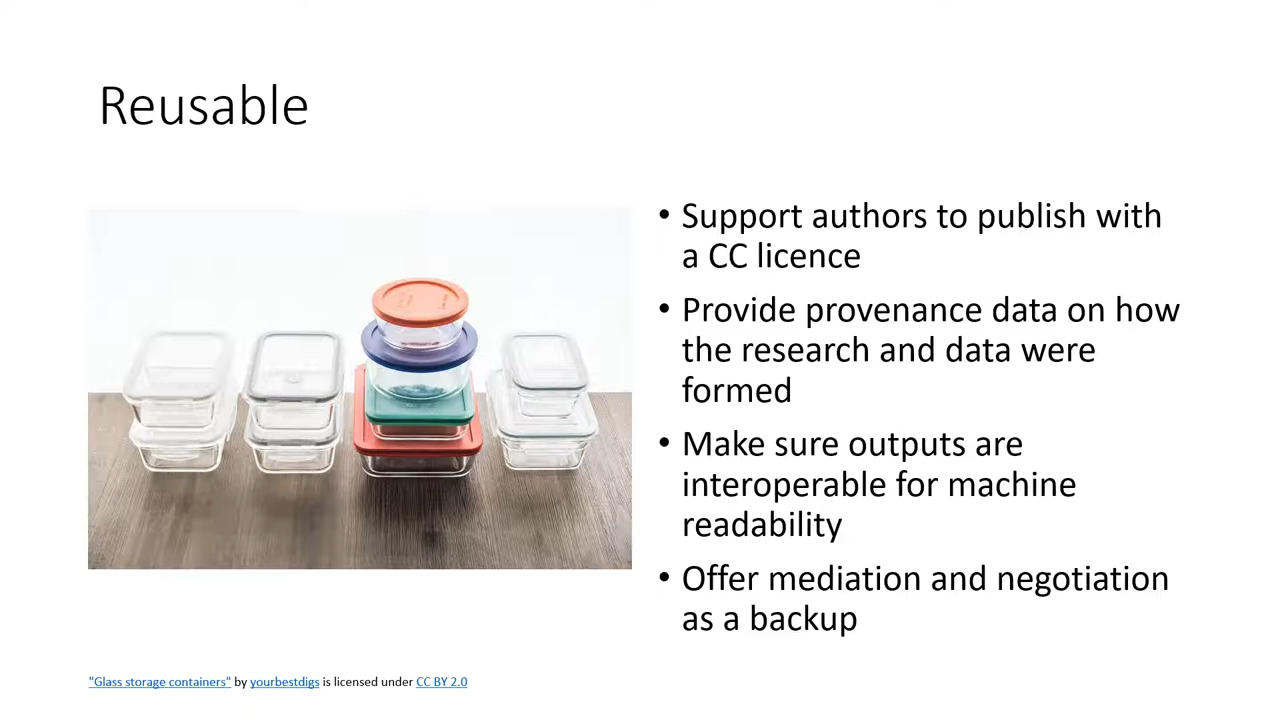 Reusable
• Support authors to publish with
a CC licence
• Provide provenance data on how
the research and data were
formed
• Make sure outputs are
interoperable for machine
readability
• Offer mediation and negotiation
as a backup
"Glass storage containers" by yourbestdigs is licensed under CC BY 2.0